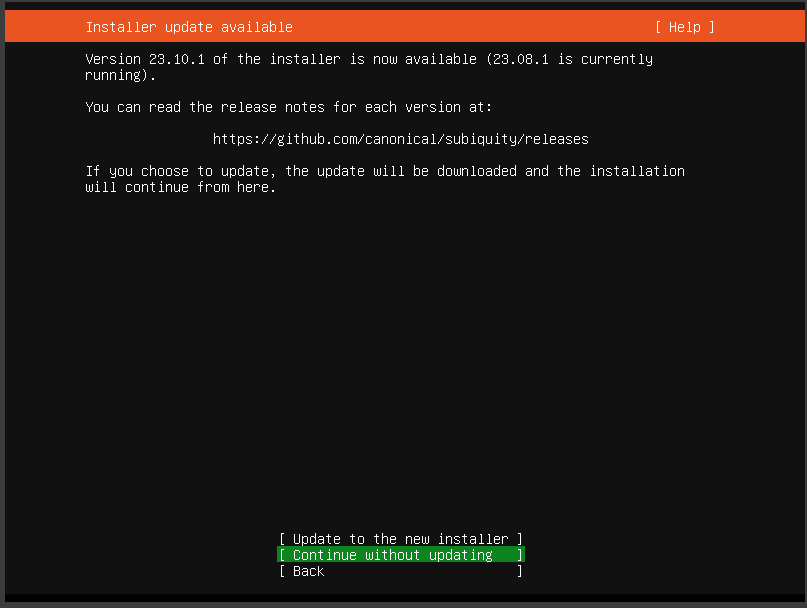 Installer update available [ Help ]
Version 23.10.1 of the installer is now available (23.08.1 is currently
running).
You can read the release notes for each version at:
https://github.com/canonical/subiquity/releases
If you choose to update, the update will be downloaded and the installation
will continue from here.
[ Update to the new installer ]
[ Continue without updating ]
[ Back ]